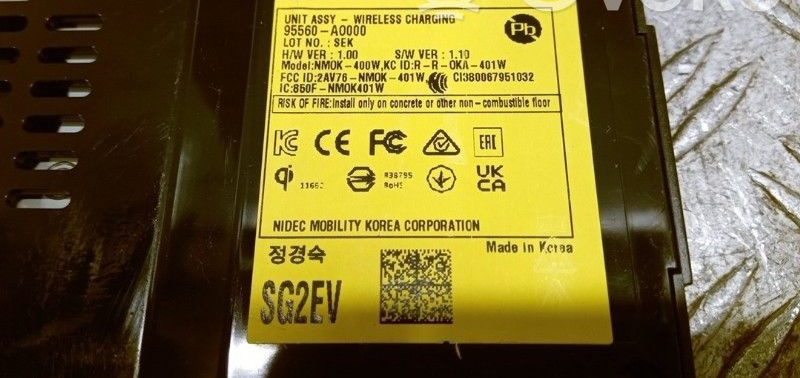 UNIT ASSY - WIRELESS CHARGING
95560-A0000
LOT NO. : SEK
H/W VER : 1.00 S/W VER : 1.10
Model:NMOK-400W,KC ID:R-R-OKA-401W
FCC ID:2AV76-NMOK-401W, CI380067951032
IC:850F-NMOK401W
RISK OF FIRE:Install only on concrete or other non-combustible floor
Pb
KC CE FC EAC
qi R38795 RoHS UK CA
NIDEC MOBILITY KOREA CORPORATION
Made in Korea
정경숙
SG2EV